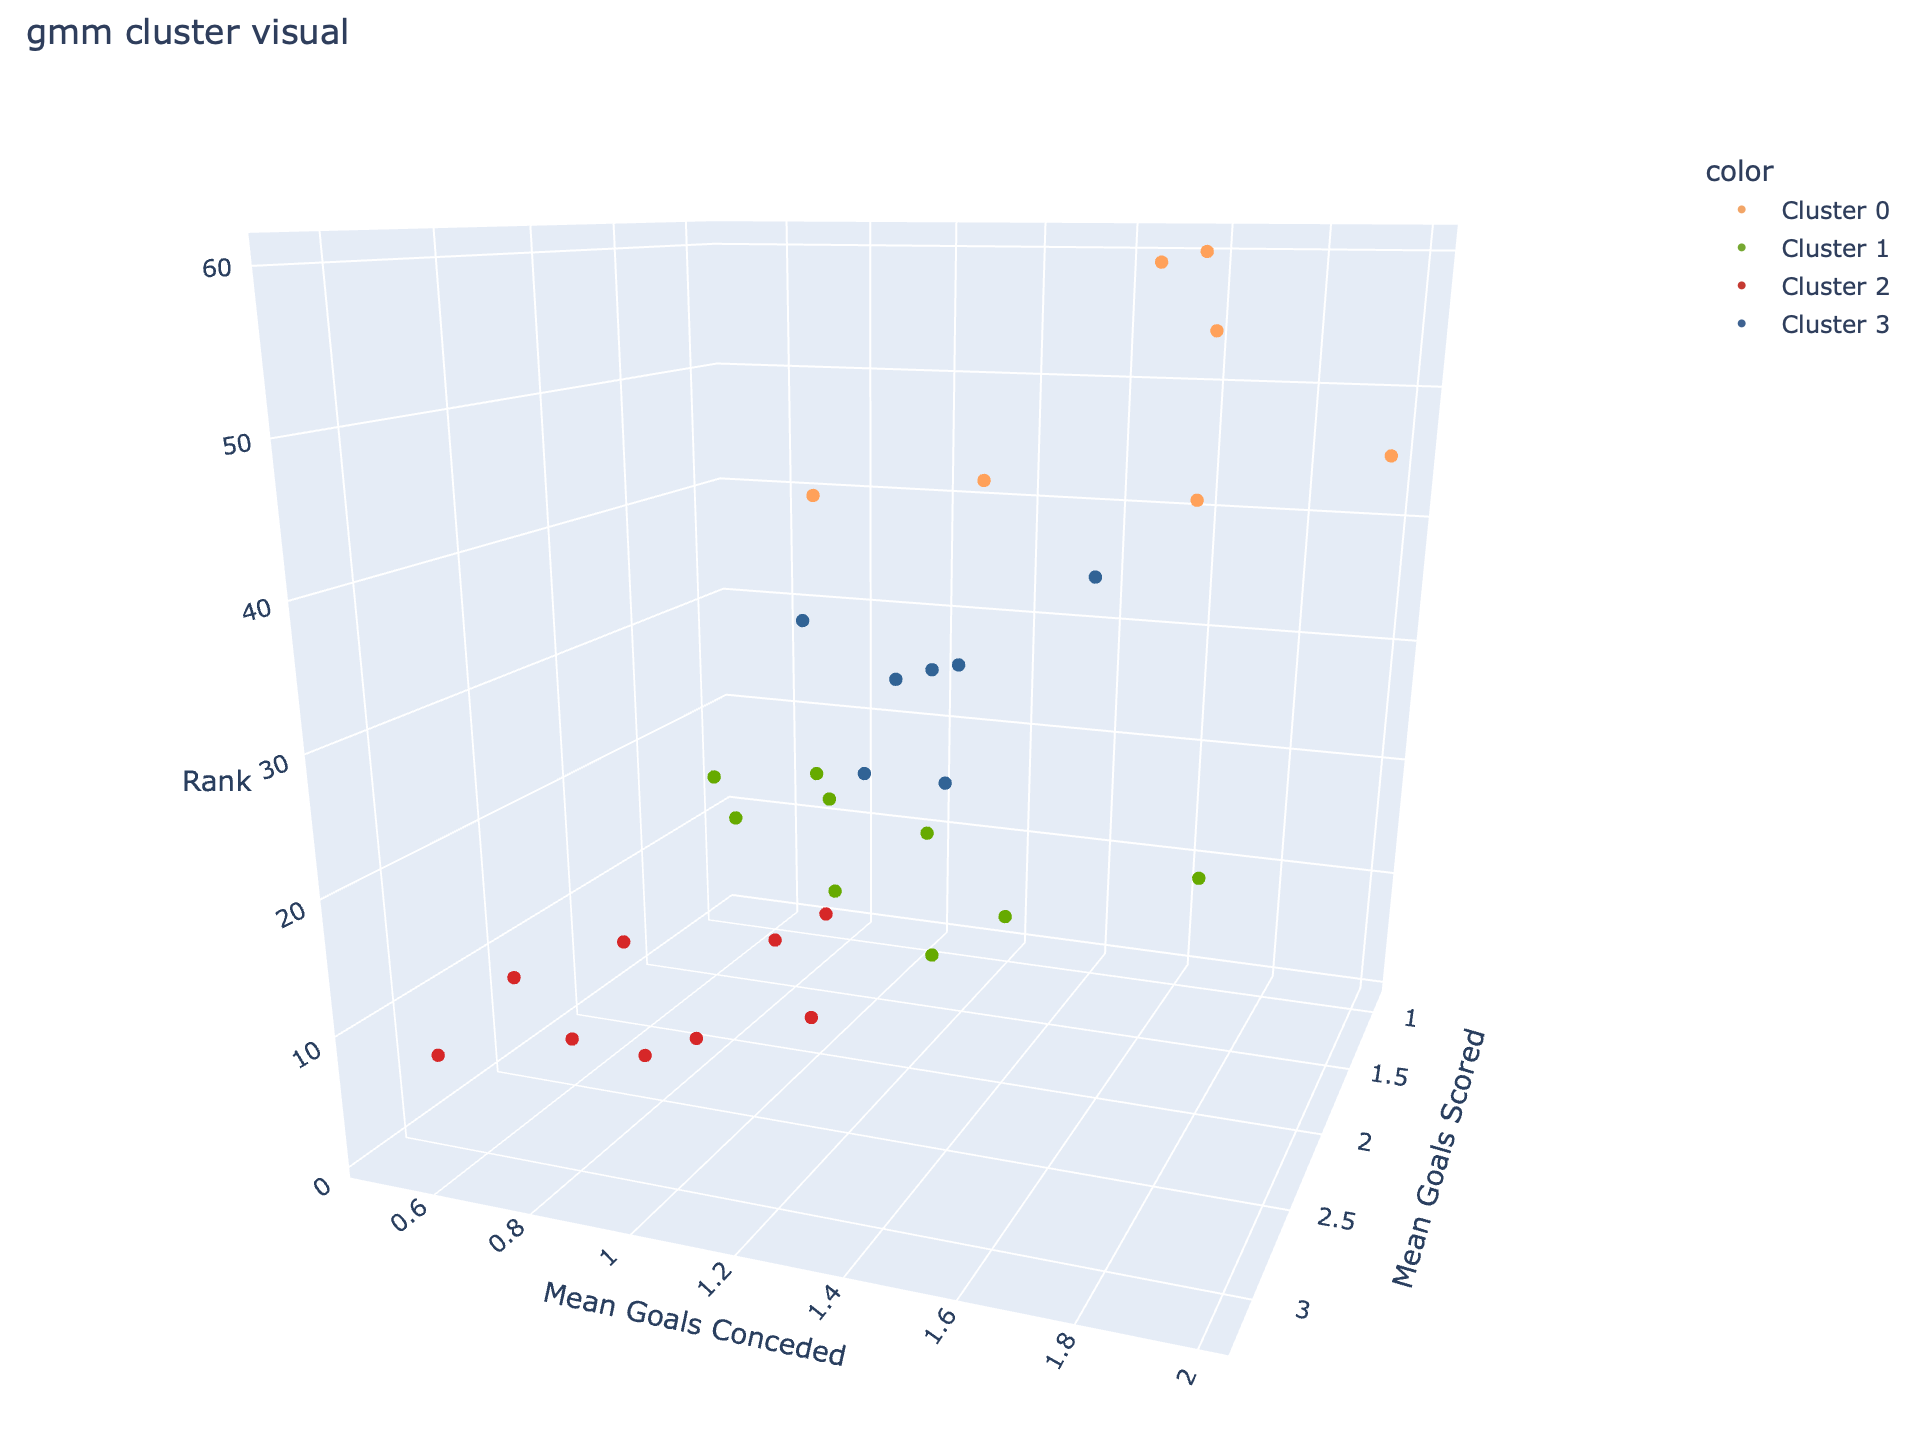 gmm cluster visual
color
Cluster 0
Cluster 1
Cluster 2
Cluster 3
60
50
40
30
20
10
0
Rank
0.6
0.8
1
1.2
1.4
1.6
1.8
2
Mean Goals Conceded
1
1.5
2
2.5
3
Mean Goals Scored